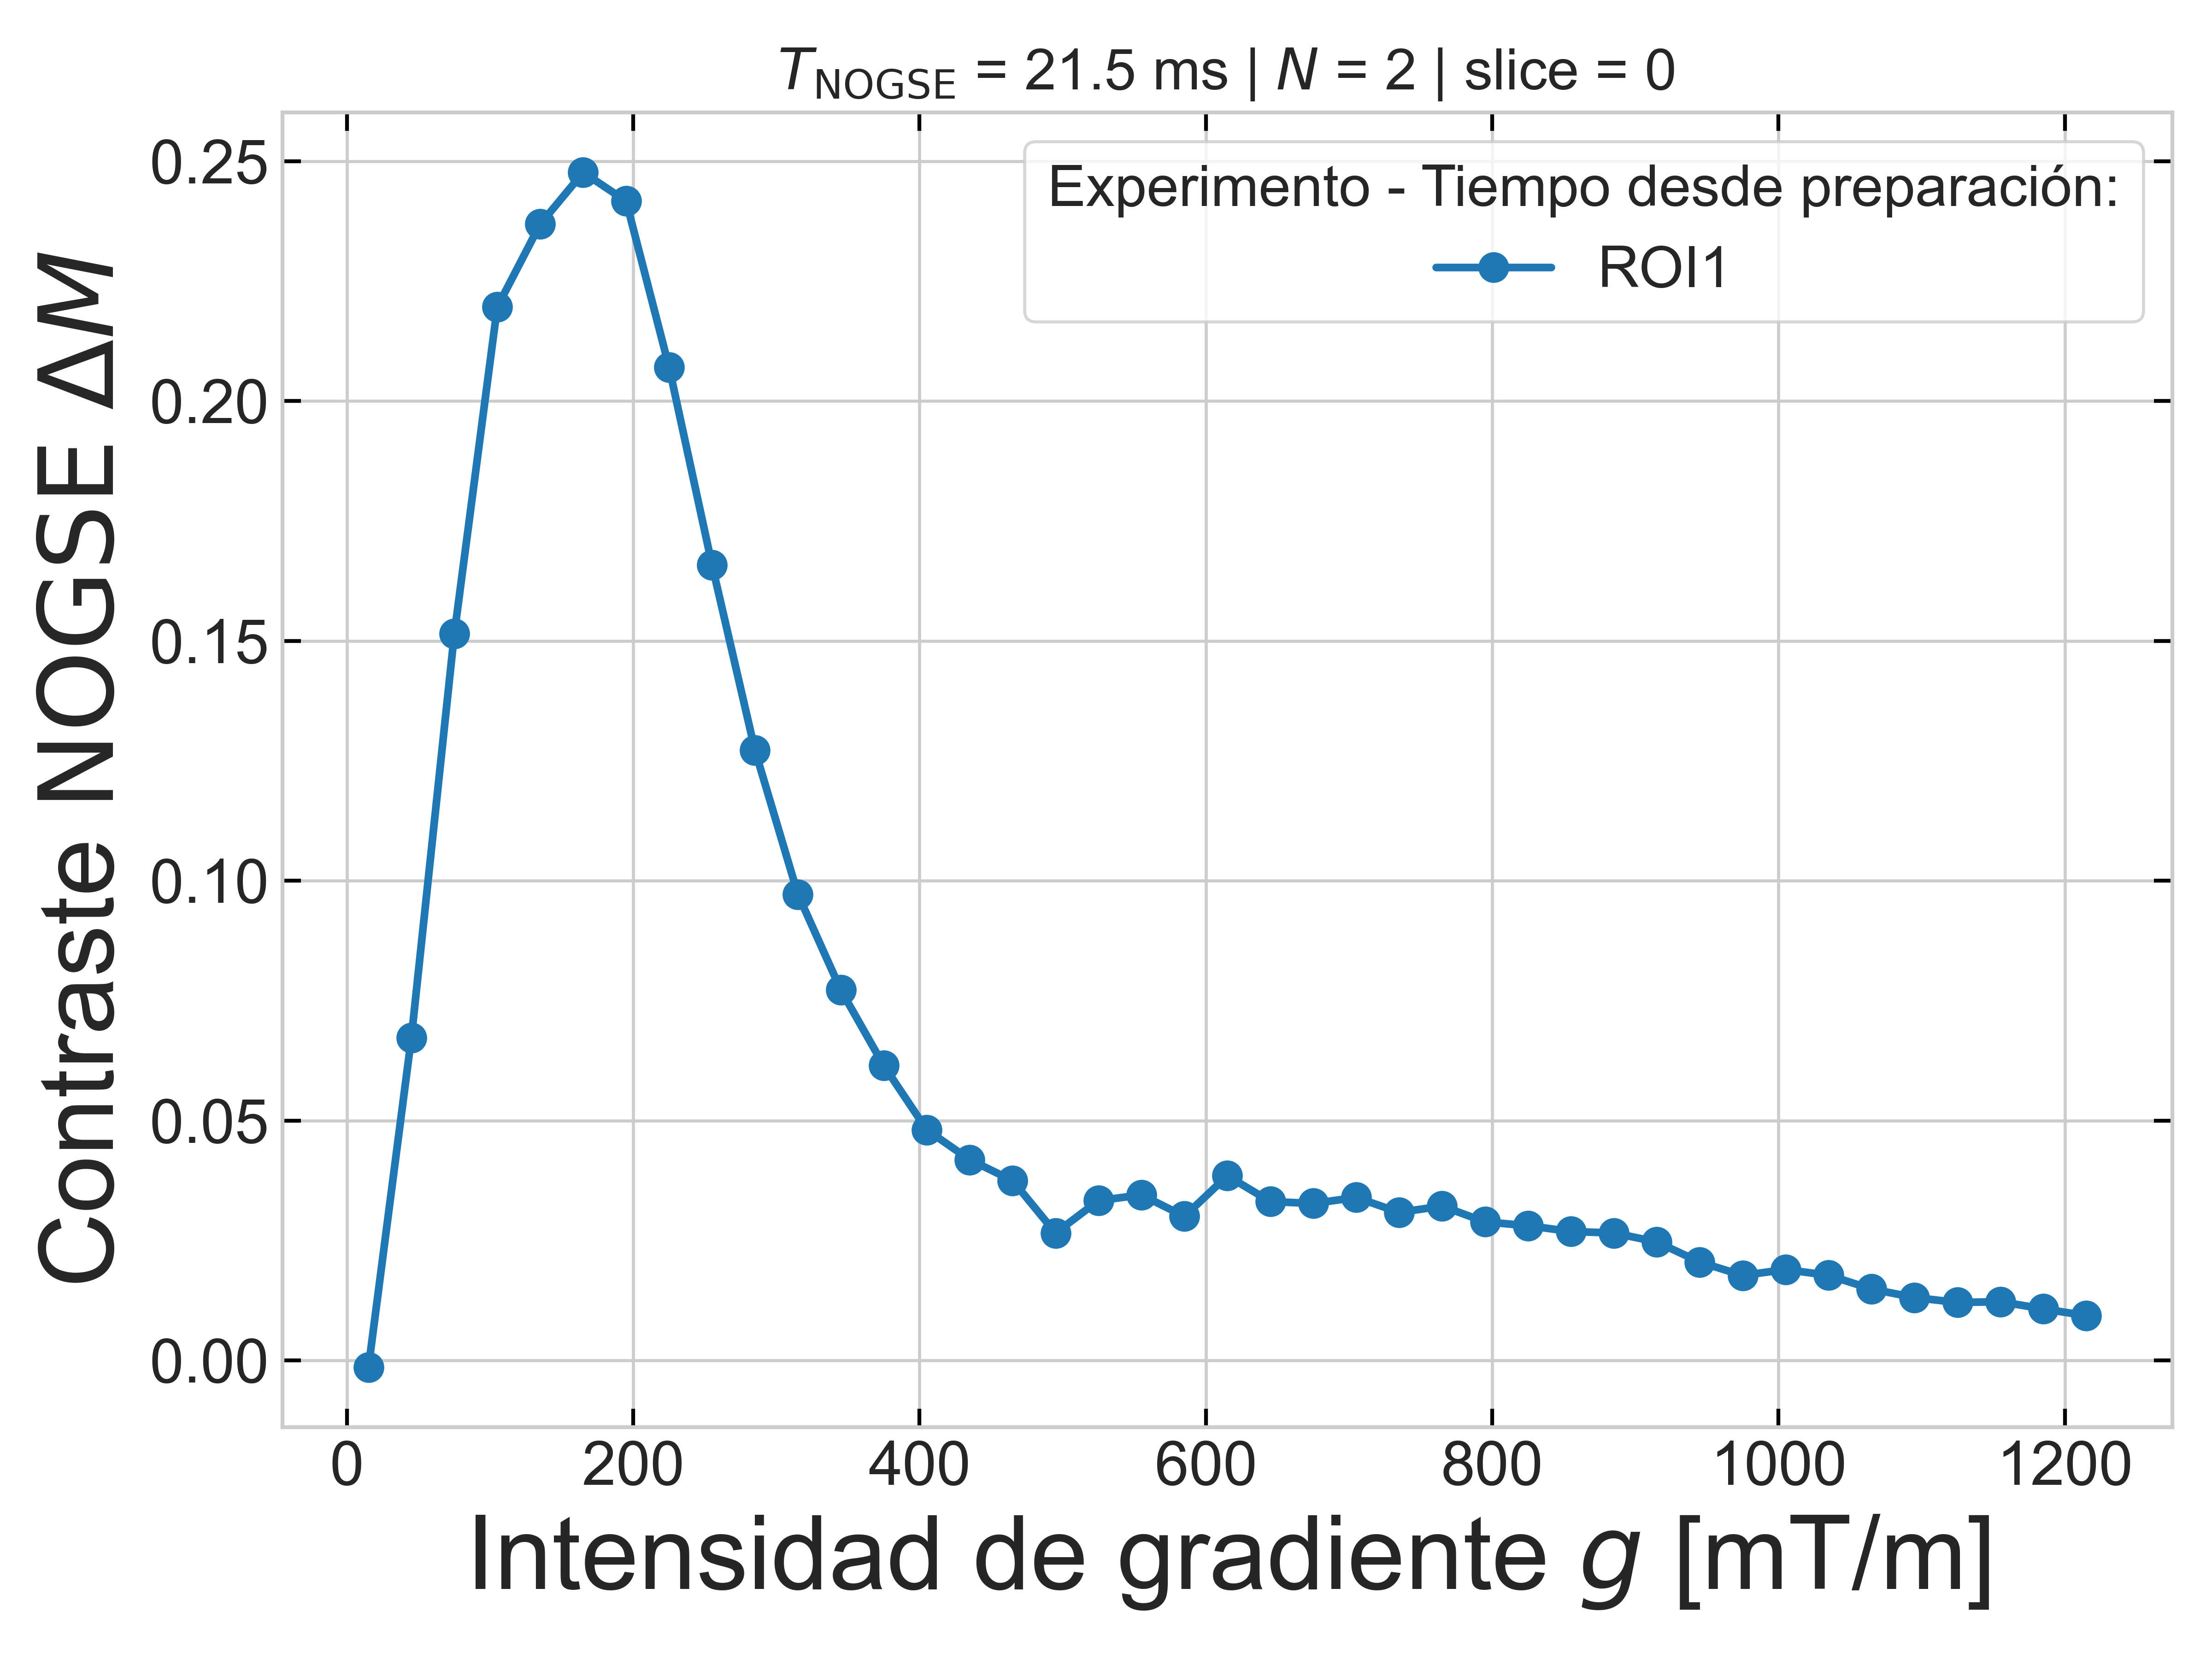 T_NOGSE = 21.5 ms | N = 2 | slice = 0
Contraste NOGSE ΔM
0.25
0.20
0.15
0.10
0.05
0.00
Experimento - Tiempo desde preparación:
ROI1
0 200 400 600 800 1000 1200
Intensidad de gradiente g [mT/m]